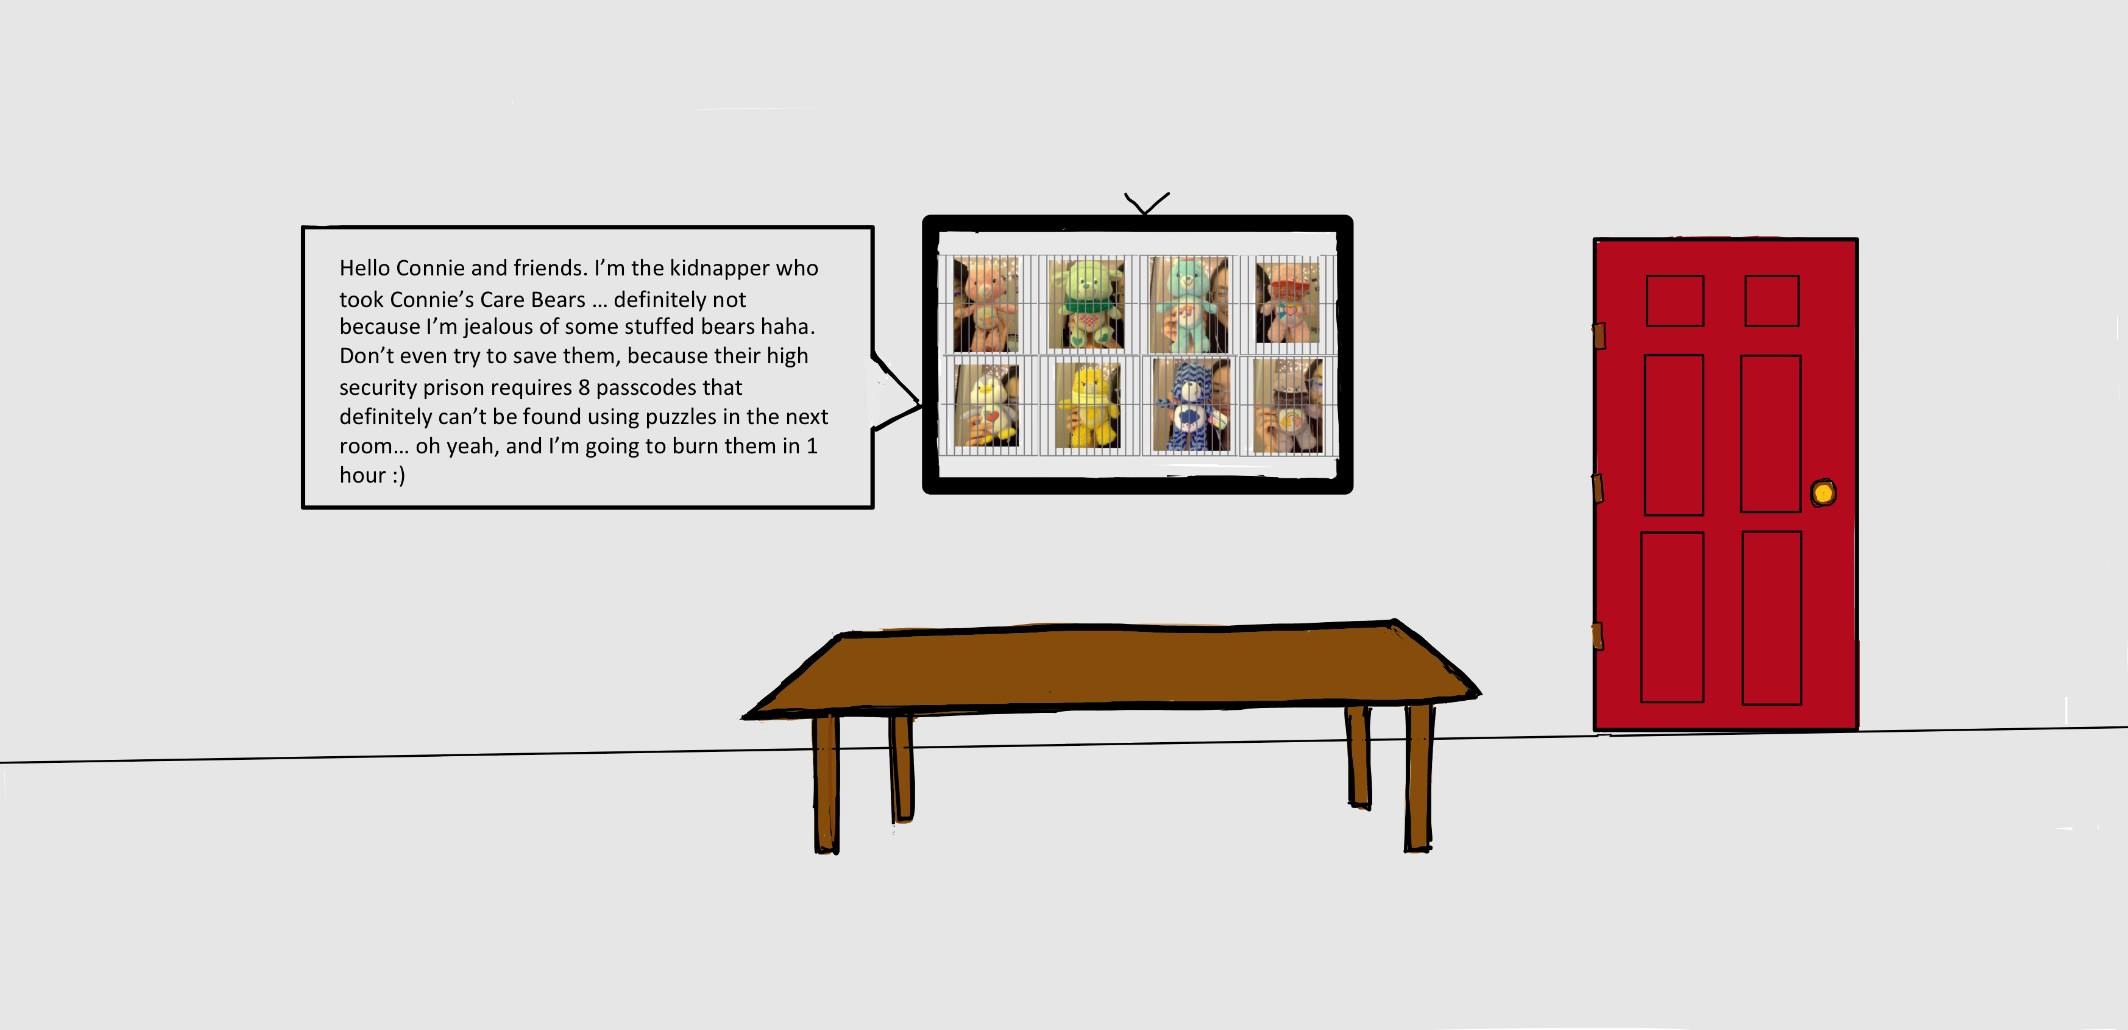 Hello Connie and friends. I’m the kidnapper who
took Connie’s Care Bears … definitely not
because I’m jealous of some stuffed bears haha.
Don’t even try to save them, because their high
security prison requires 8 passcodes that
definitely can’t be found using puzzles in the next
room… oh yeah, and I’m going to burn them in 1
hour :)